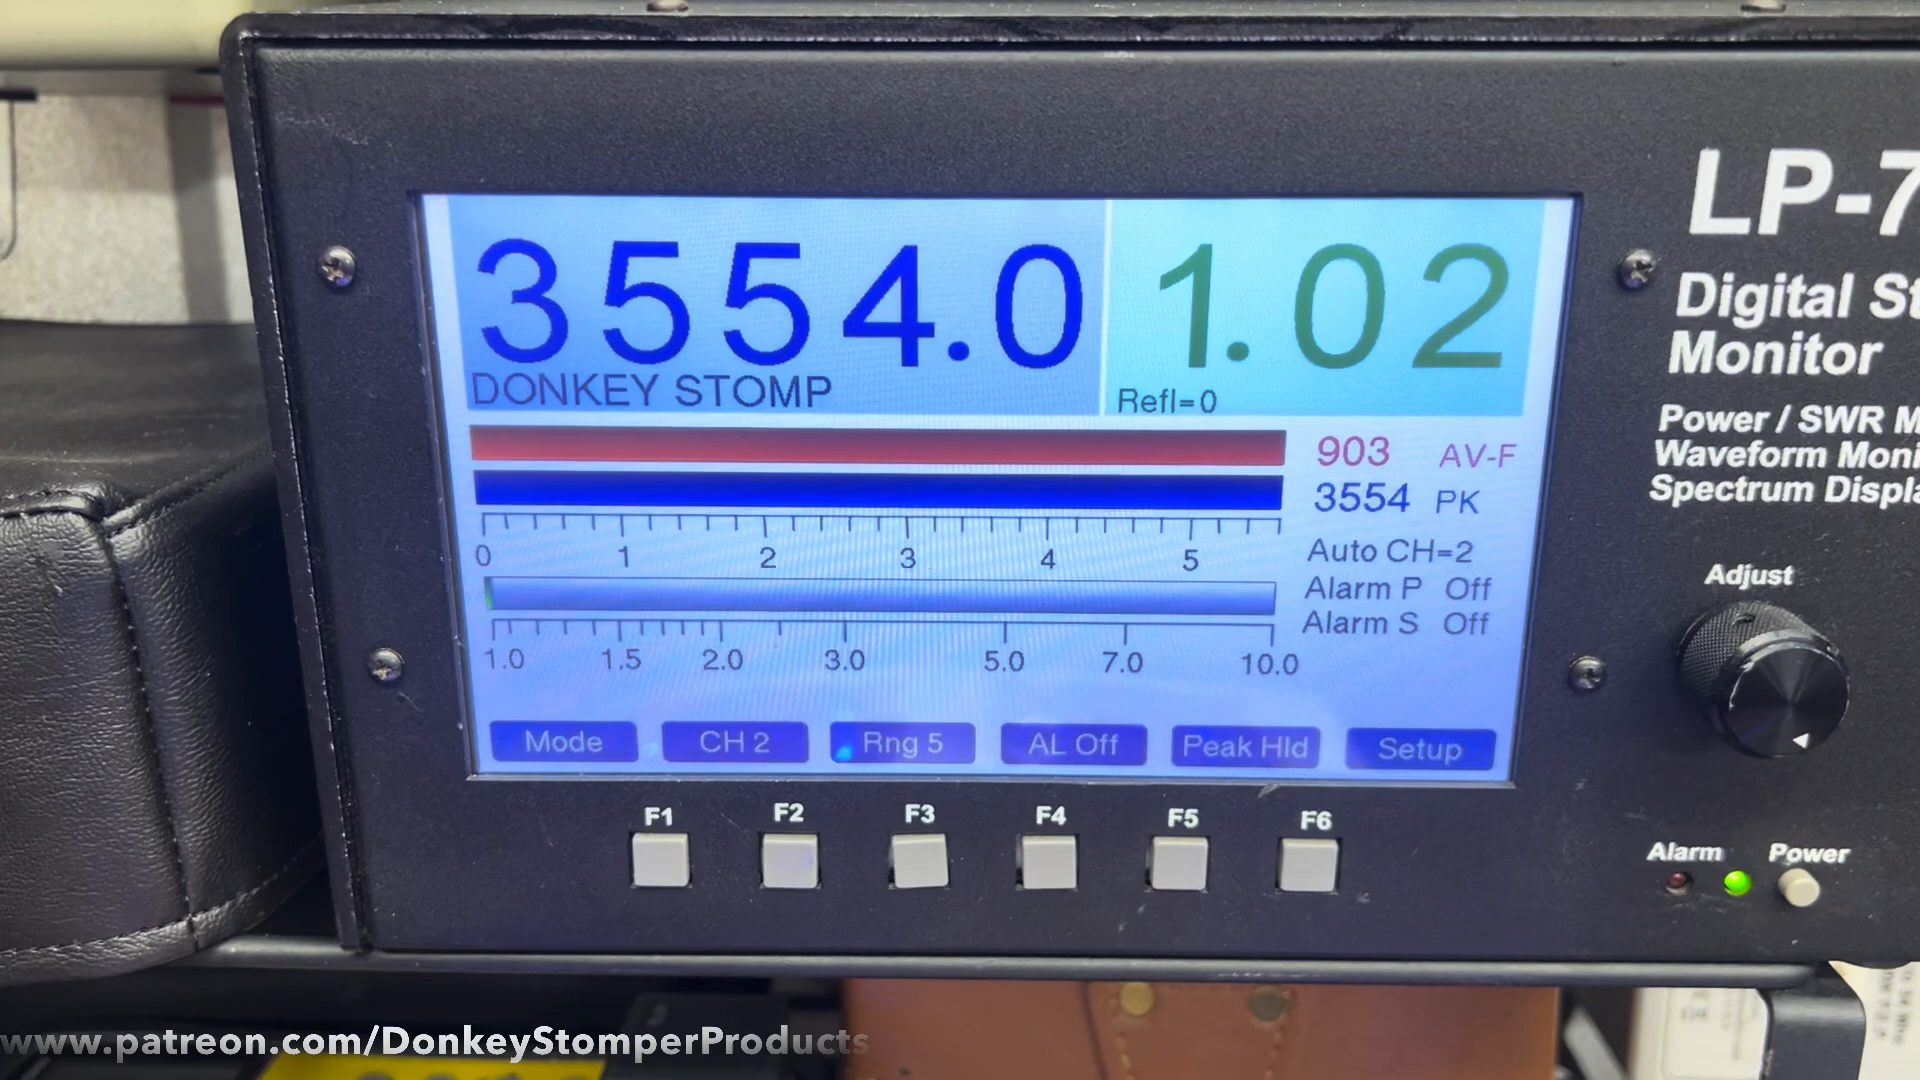 LP-7
Digital St
Monitor
Power / SWR M
Waveform Moni
Spectrum Displa
3554.0
DONKEY STOMP
1.02
Refl=0
903 AV-F
3554 PK
0 1 2 3 4 5
Auto CH=2
Alarm P Off
Alarm S Off
1.0 1.5 2.0 3.0 5.0 7.0 10.0
Mode CH 2 Rng 5 AL Off Peak Hld Setup
F1 F2 F3 F4 F5 F6
Adjust
Alarm Power
www.patreon.com/DonkeyStomperProducts